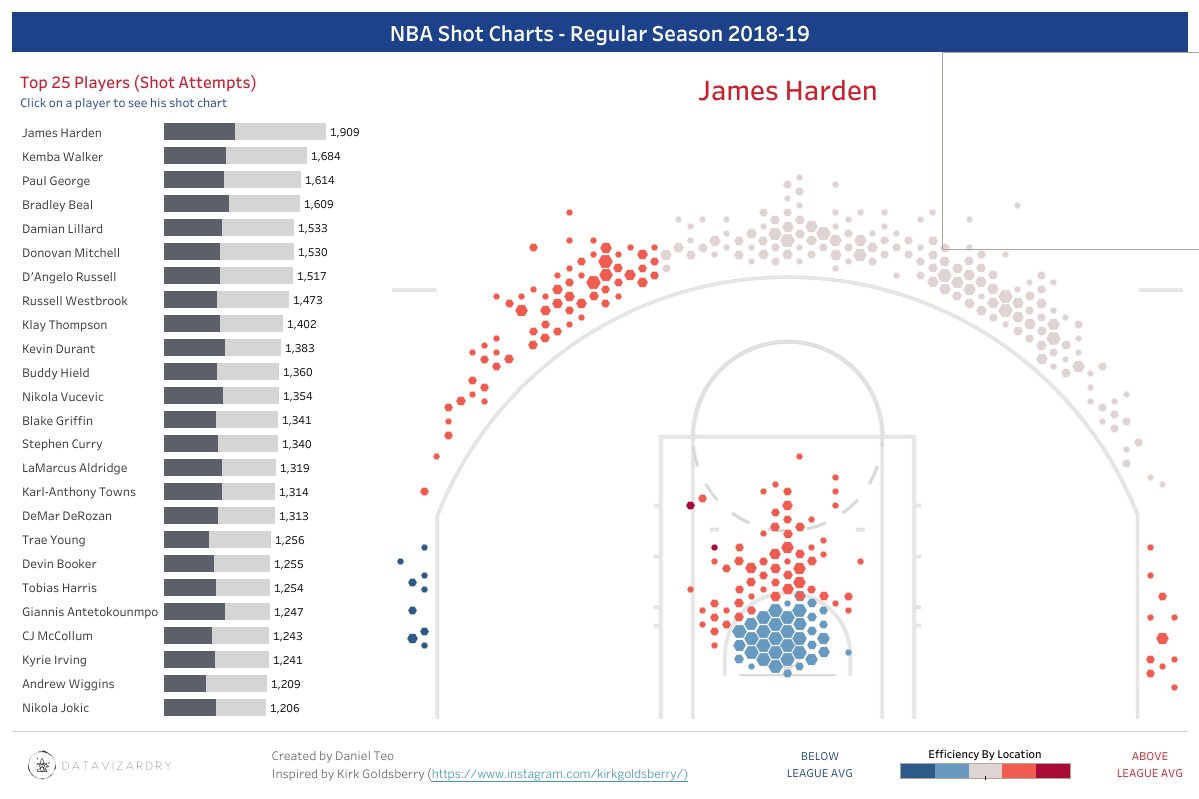 NBA Shot Charts - Regular Season 2018-19
Top 25 Players (Shot Attempts)
Click on a player to see his shot chart
James Harden
James Harden 1,909
Kemba Walker 1,684
Paul George 1,614
Bradley Beal 1,609
Damian Lillard 1,533
Donovan Mitchell 1,530
D'Angelo Russell 1,517
Russell Westbrook 1,473
Klay Thompson 1,402
Kevin Durant 1,383
Buddy Hield 1,360
Nikola Vucevic 1,354
Blake Griffin 1,341
Stephen Curry 1,340
LaMarcus Aldridge 1,319
Karl-Anthony Towns 1,314
DeMar DeRozan 1,313
Trae Young 1,256
Devin Booker 1,255
Tobias Harris 1,254
Giannis Antetokounmpo 1,247
CJ McCollum 1,243
Kyrie Irving 1,241
Andrew Wiggins 1,209
Nikola Jokic 1,206
DATAVIZARDRY
Created by Daniel Teo
Inspired by Kirk Goldsberry (https://www.instagram.com/kirkgoldsberry/)
BELOW
LEAGUE AVG
Efficiency By Location
ABOVE
LEAGUE AVG